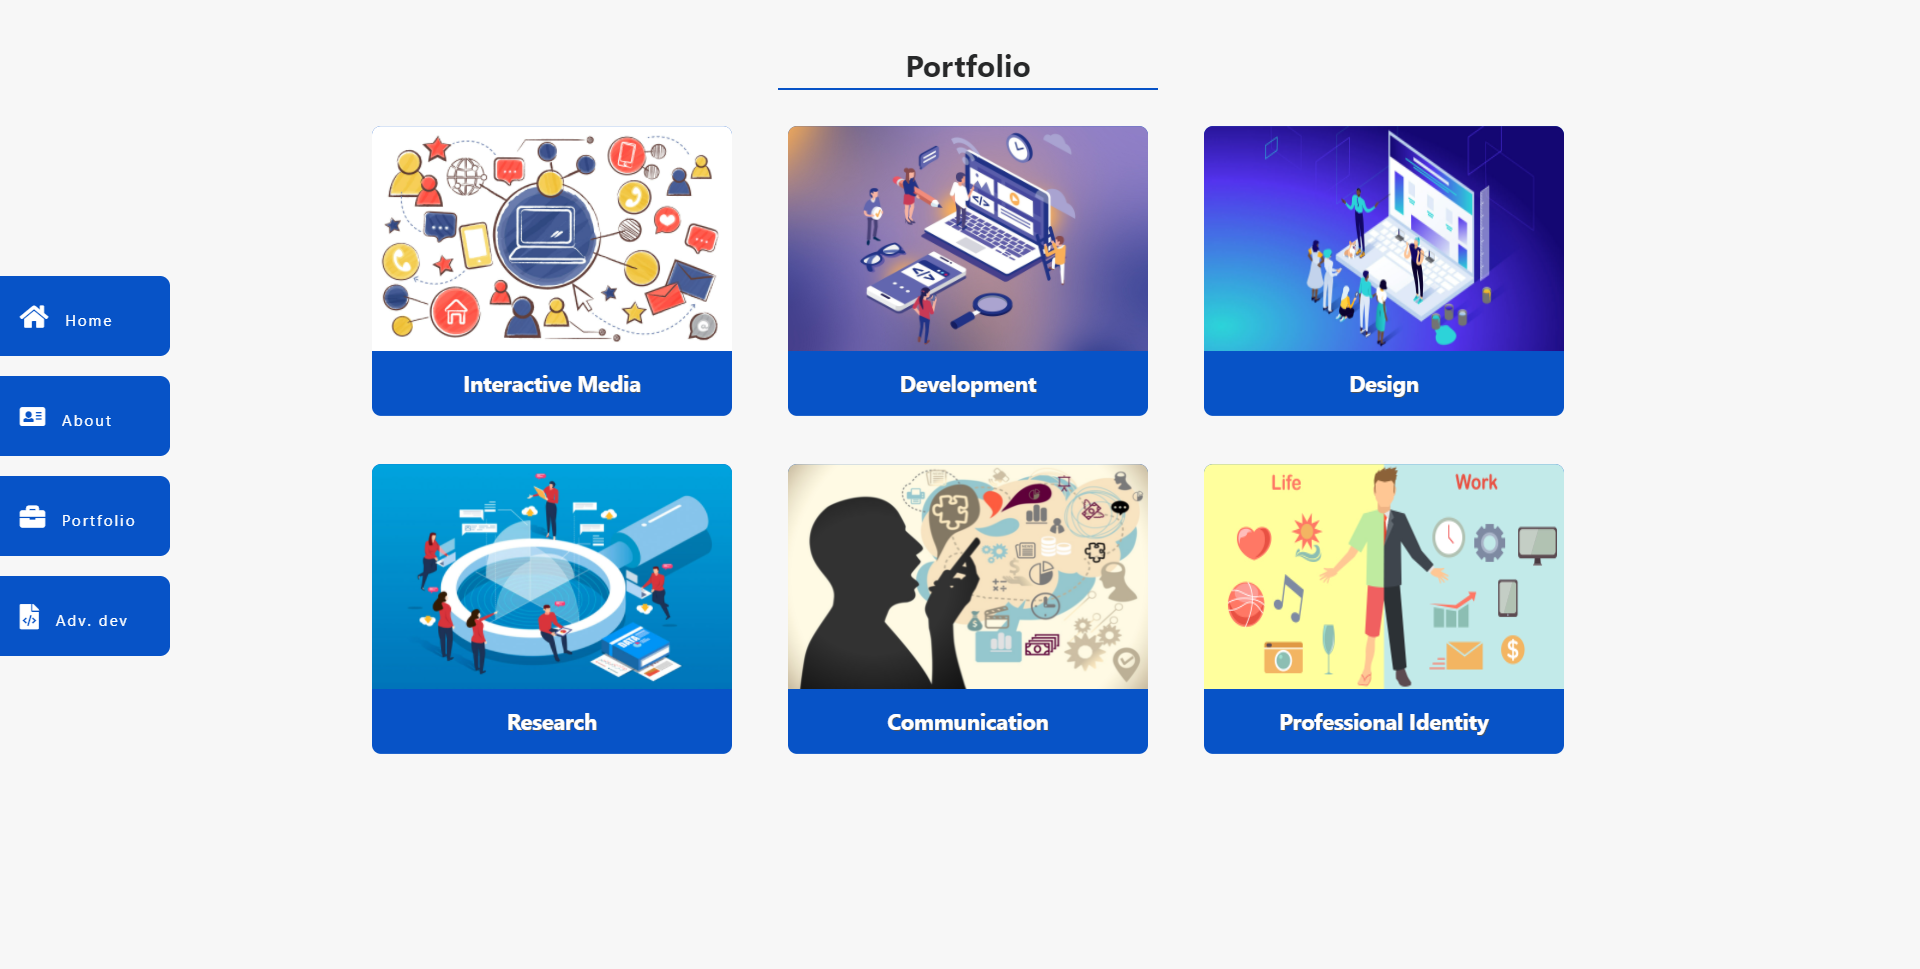 Portfolio
Home
About
Portfolio
Adv. dev
Interactive Media
Development
Design
Research
Communication
Life
Work
Professional Identity